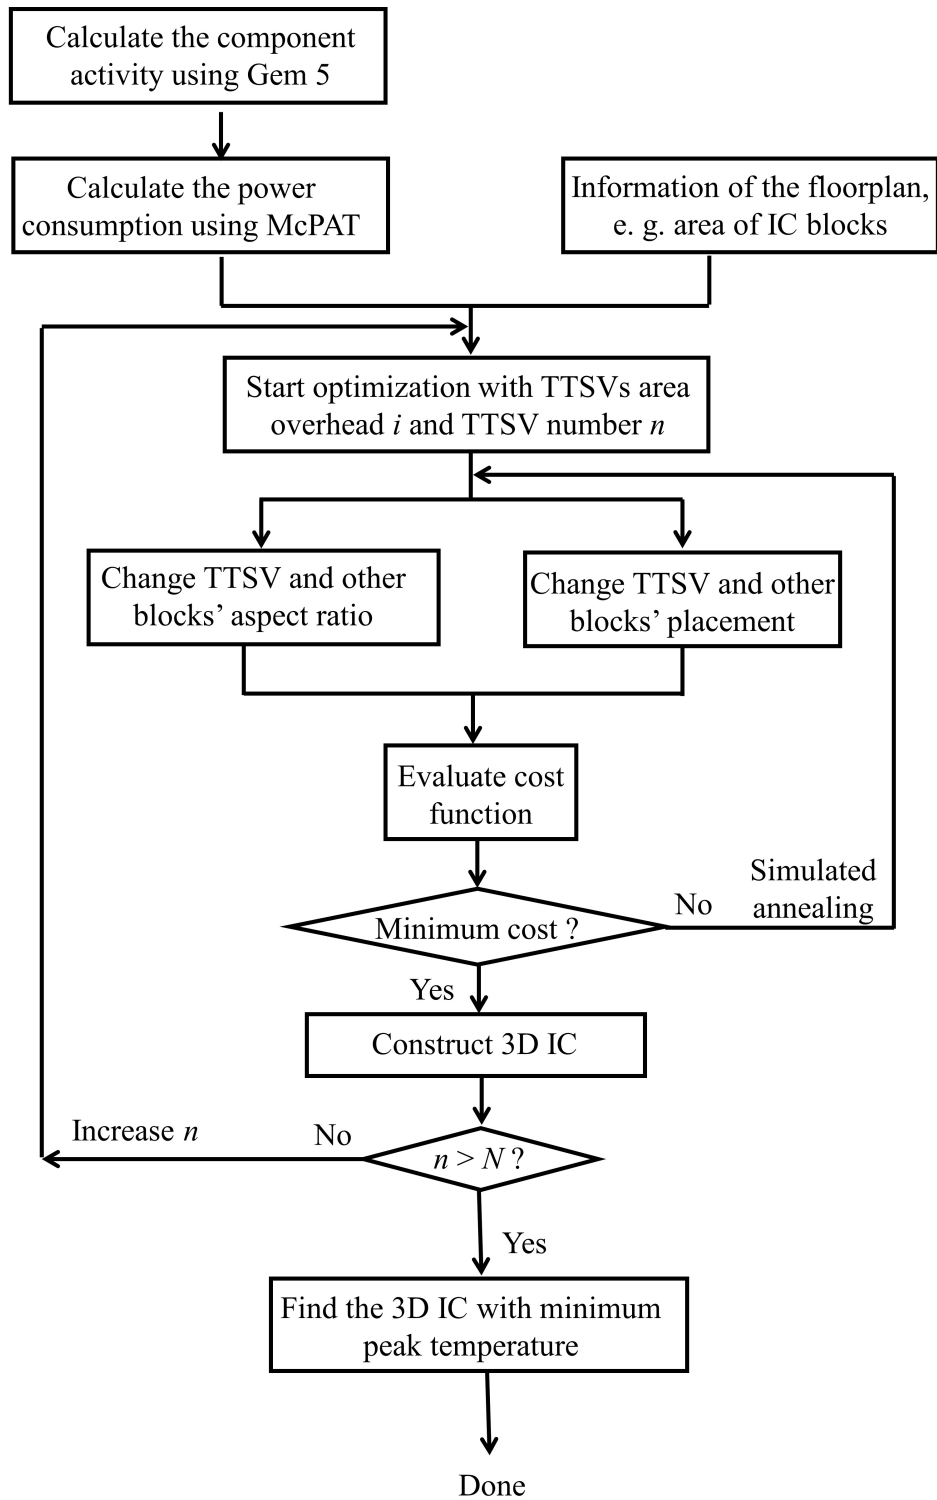 Calculate the component
activity using Gem 5
Calculate the power
consumption using McPAT
Information of the floorplan,
e. g. area of IC blocks
Start optimization with TTSVs area
overhead i and TTSV number n
Change TTSV and other
blocks’ aspect ratio
Change TTSV and other
blocks’ placement
Evaluate cost
function
Minimum cost ?
No
Simulated
annealing
Yes
Construct 3D IC
n > N ?
No
Increase n
Yes
Find the 3D IC with minimum
peak temperature
Done